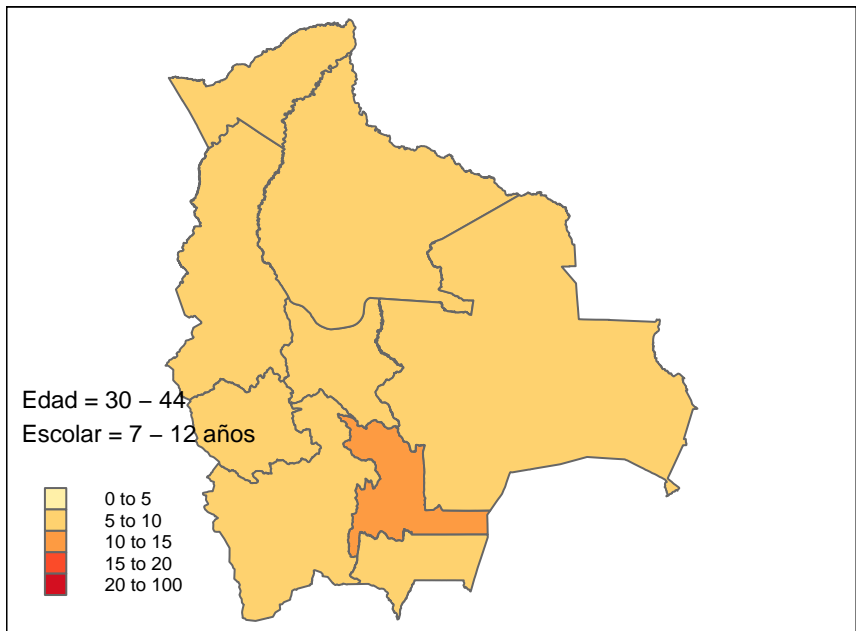 Edad = 30 − 44
Escolar = 7 − 12 años
0 to 5
5 to 10
10 to 15
15 to 20
20 to 100